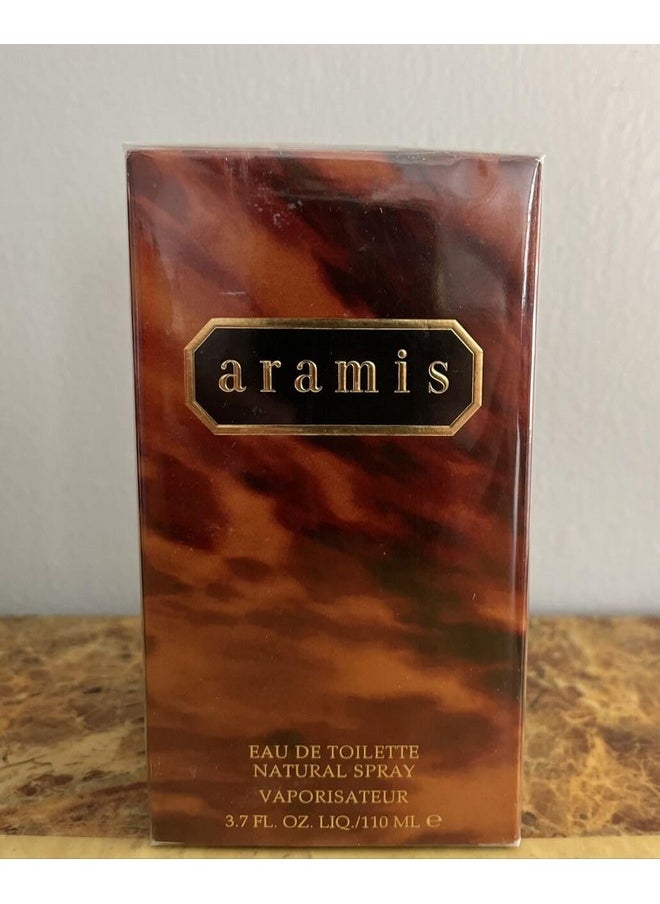 aramis
EAU DE TOILETTE
NATURAL SPRAY
VAPORISATEUR
3.7 FL. OZ. LIQ./110 ML ℮